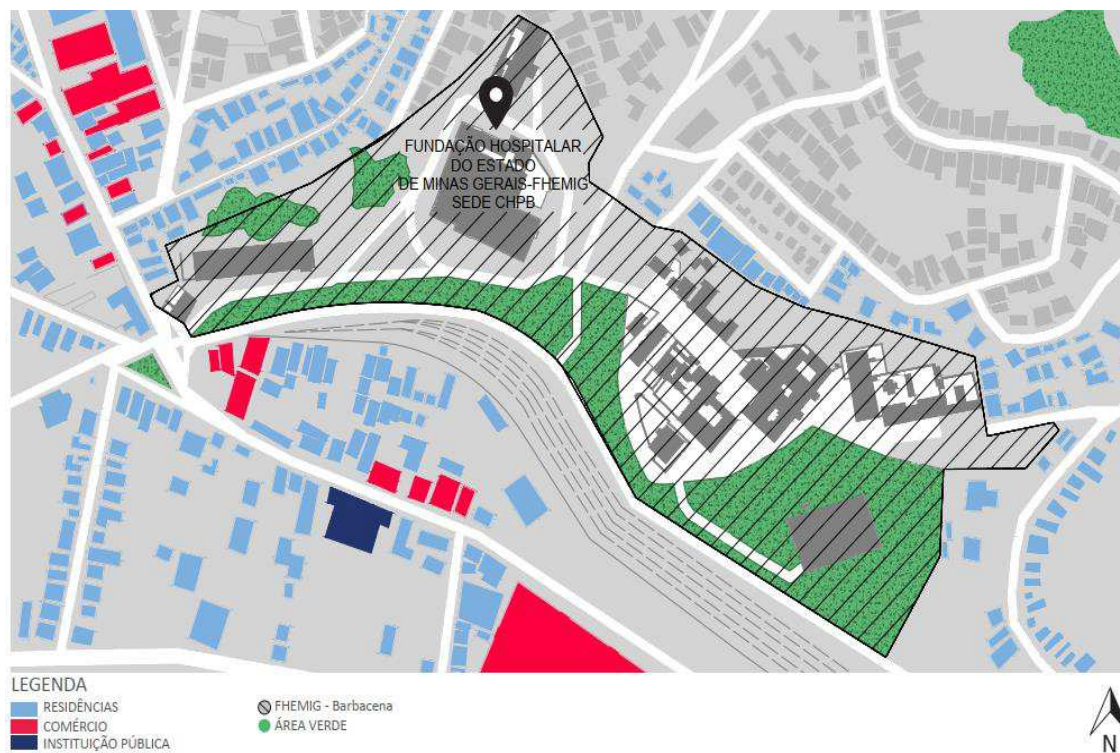 FUNDAÇÃO HOSPITALAR
DO ESTADO
DE MINAS GERAIS-FHEMIG
SEDE CHPB
LEGENDA
RESIDÊNCIAS
COMÉRCIO
INSTITUIÇÃO PÚBLICA
FHEMIG - Barbacena
ÁREA VERDE
N